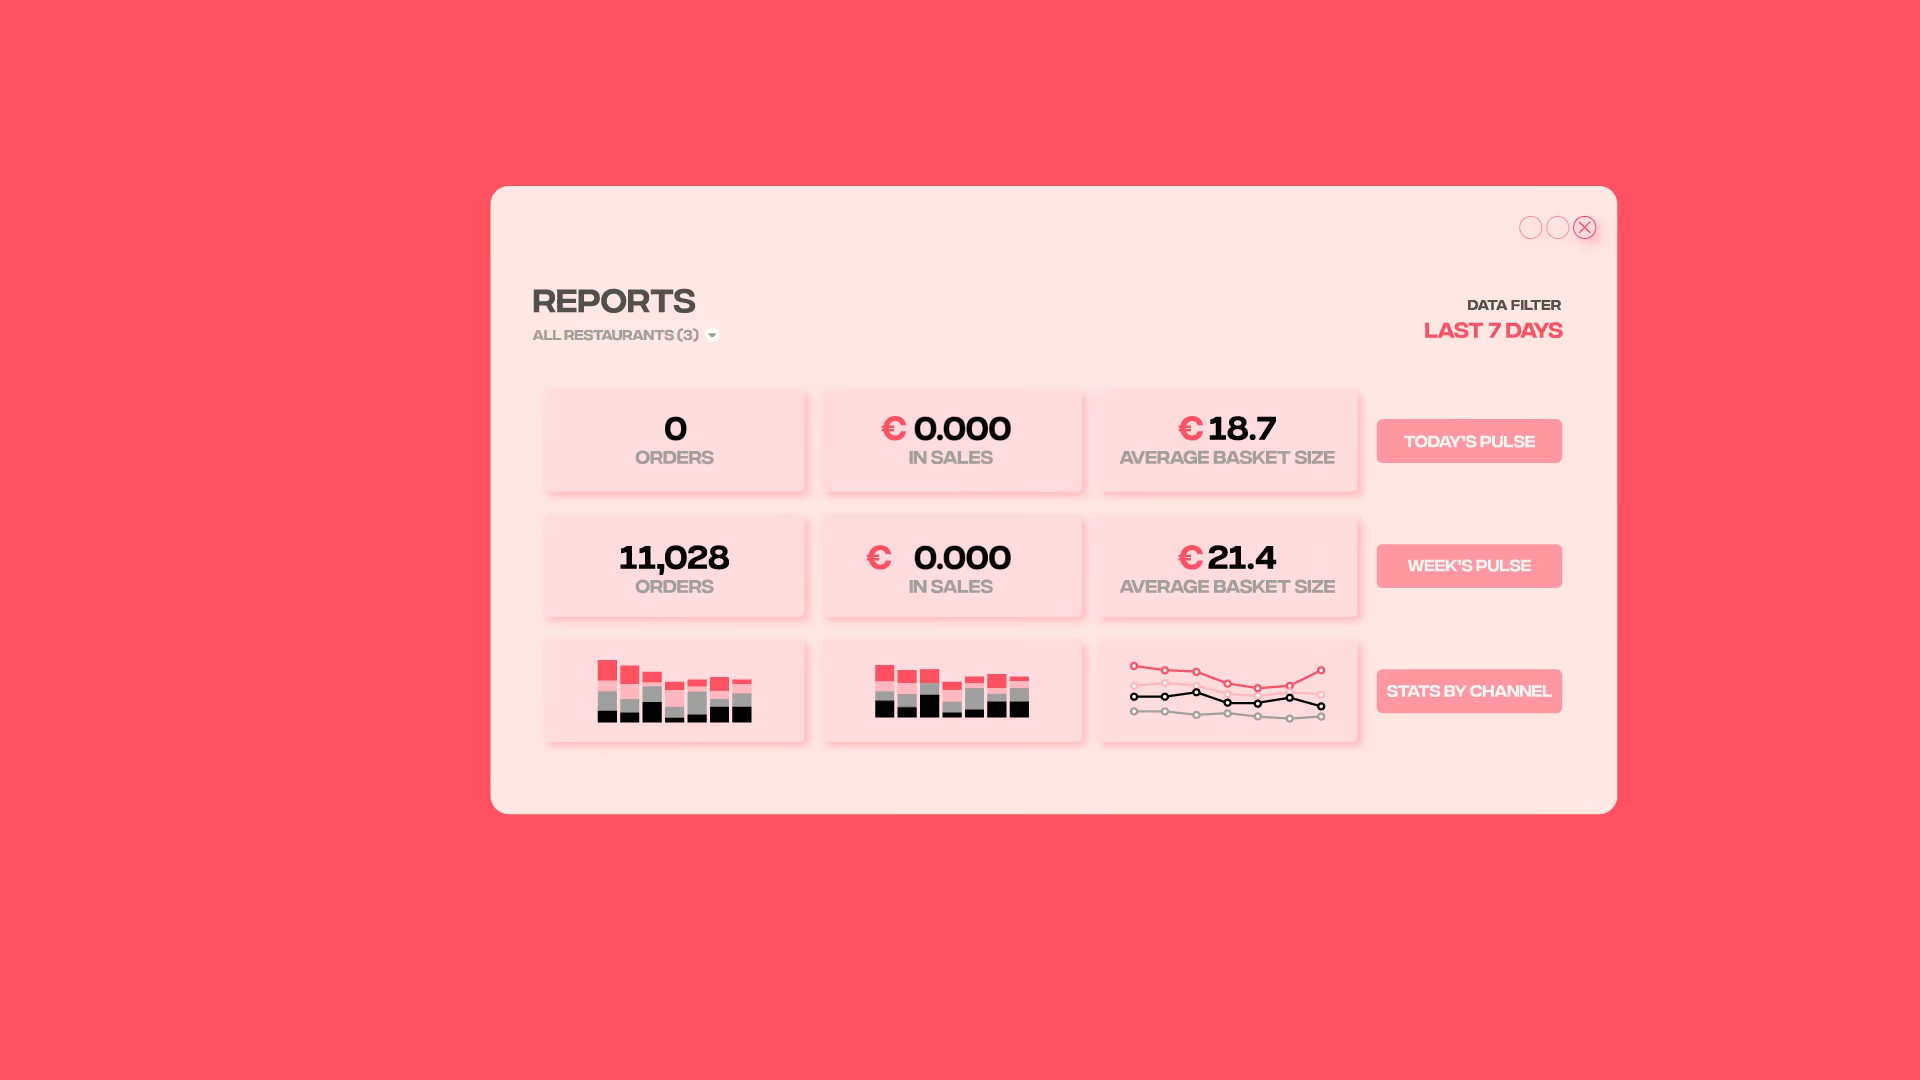 REPORTS
ALL RESTAURANTS (3)
DATA FILTER
LAST 7 DAYS
0
ORDERS
€ 0.000
IN SALES
€ 18.7
AVERAGE BASKET SIZE
TODAY'S PULSE
11,028
ORDERS
€ 0.000
IN SALES
€ 21.4
AVERAGE BASKET SIZE
WEEK'S PULSE
STATS BY CHANNEL